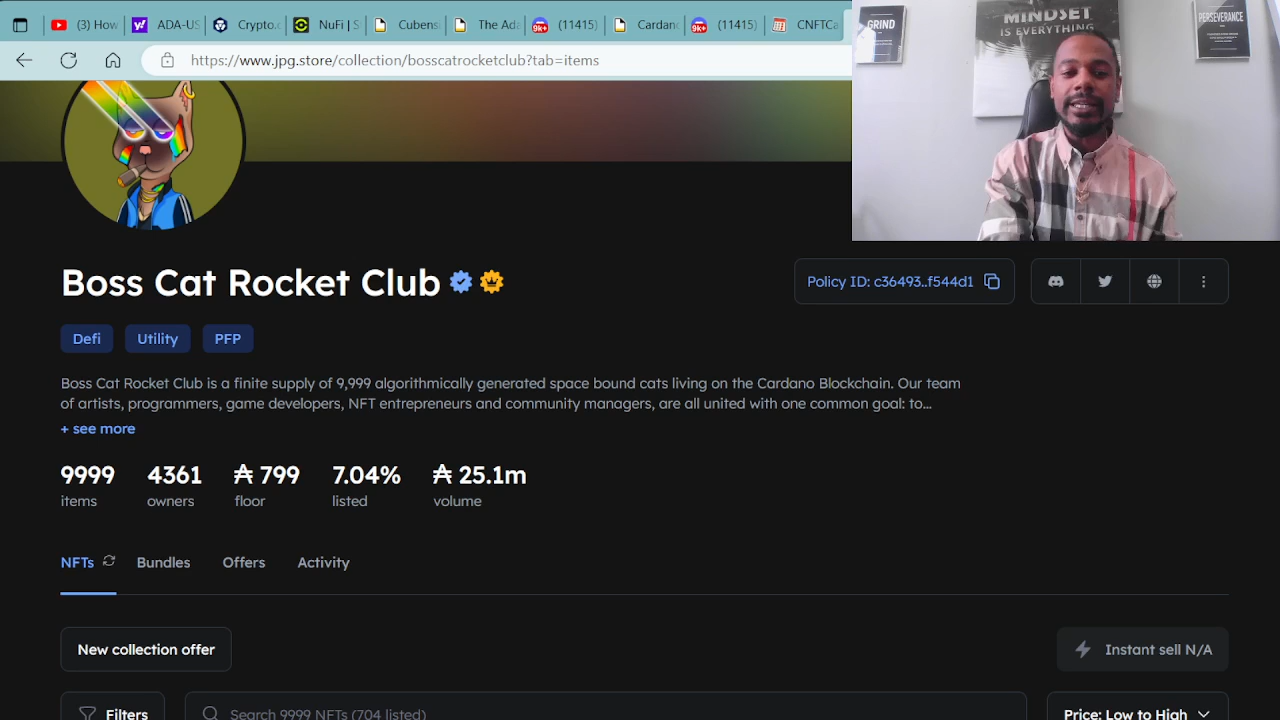 (3) How
ADA-US
Crypto.c
NuFi | S
Cubens
The Ada
9k+ (11415)
Cardano
9k+ (11415)
CNFTCa
https://www.jpg.store/collection/bosscatrocketclub?tab=items
GRIND
MINDSET
IS EVERYTHING
PERSEVERANCE
Boss Cat Rocket Club
Policy ID: c36493..f544d1
Defi Utility PFP
Boss Cat Rocket Club is a finite supply of 9,999 algorithmically generated space bound cats living on the Cardano Blockchain. Our team
of artists, programmers, game developers, NFT entrepreneurs and community managers, are all united with one common goal: to...
+ see more
9999 4361 ₳ 799 7.04% ₳ 25.1m
items owners floor listed volume
NFTs Bundles Offers Activity
New collection offer
Instant sell N/A
Filters
Search 9999 NFTs (704 listed)
Price: Low to High